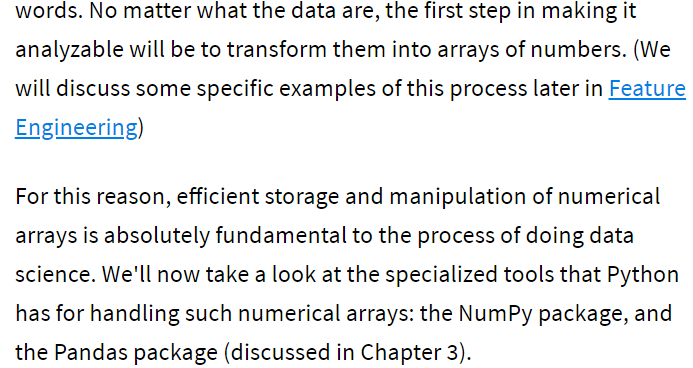 words. No matter what the data are, the first step in making it
analyzable will be to transform them into arrays of numbers. (We
will discuss some specific examples of this process later in Feature
Engineering)
For this reason, efficient storage and manipulation of numerical
arrays is absolutely fundamental to the process of doing data
science. We'll now take a look at the specialized tools that Python
has for handling such numerical arrays: the NumPy package, and
the Pandas package (discussed in Chapter 3).